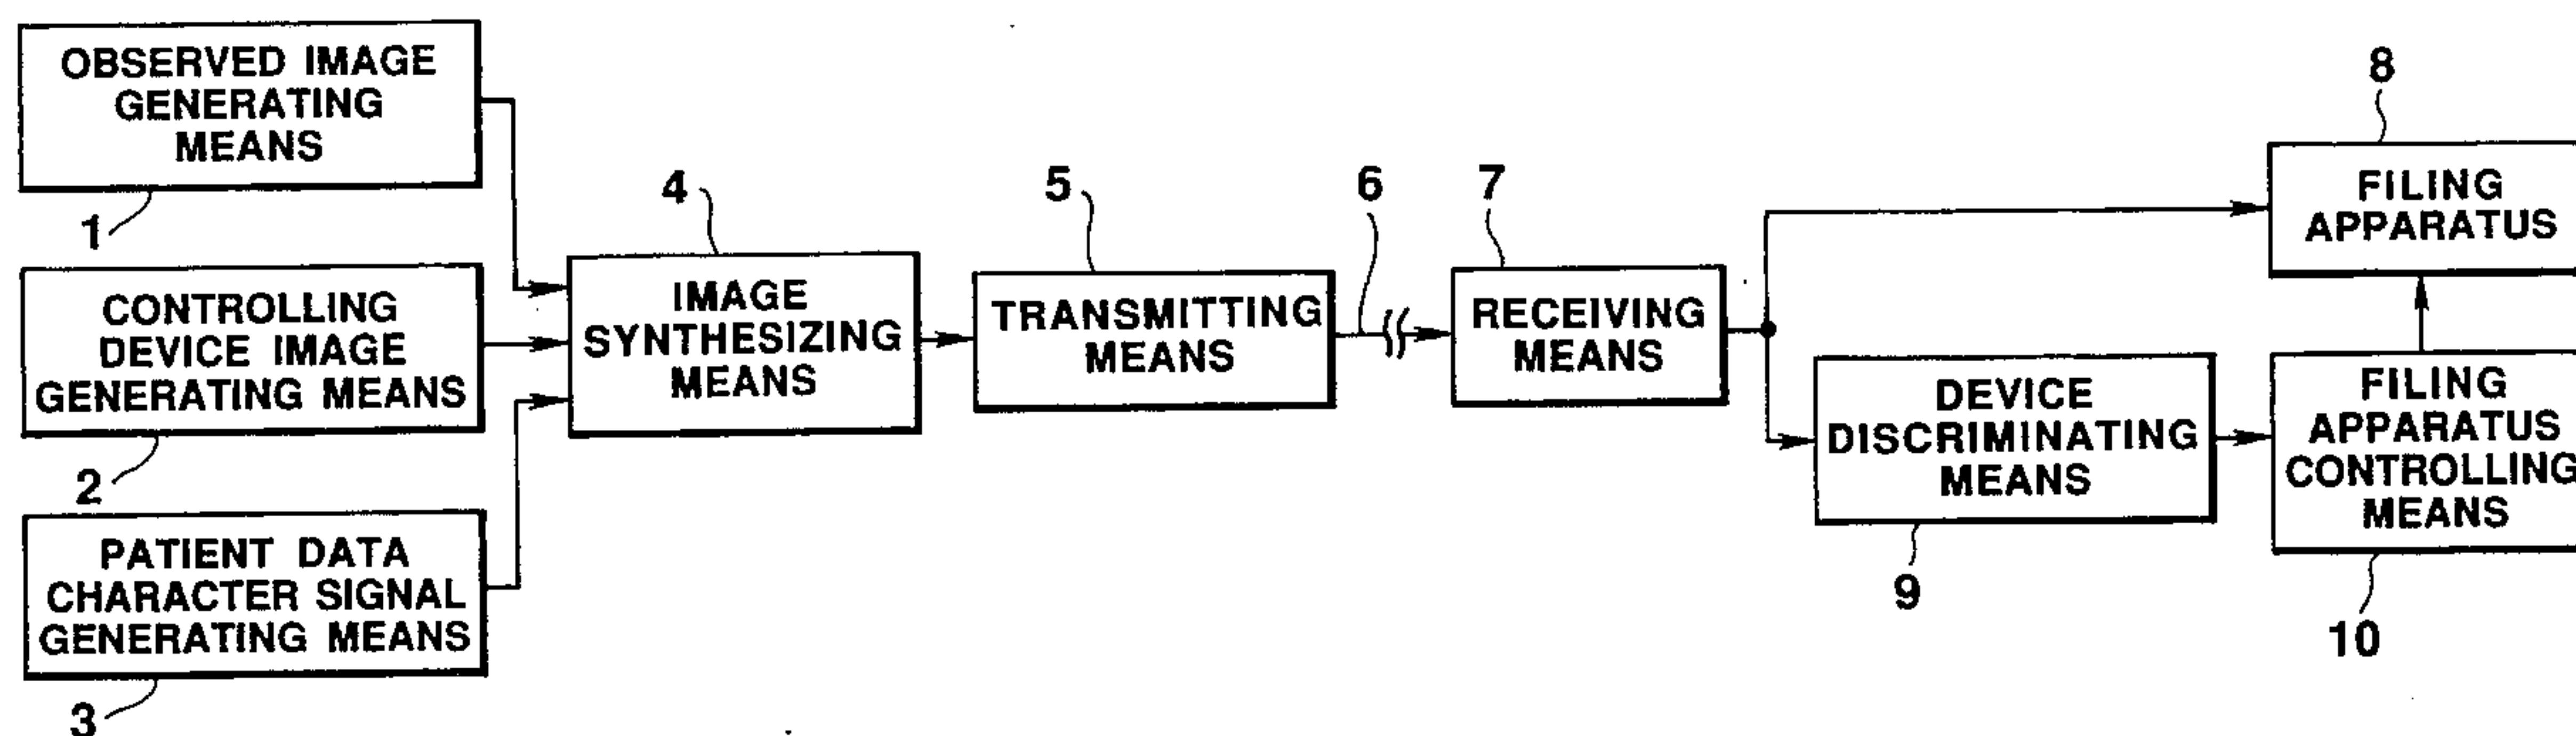 OBSERVED IMAGE
GENERATING
MEANS
1
CONTROLLING
DEVICE IMAGE
GENERATING MEANS
2
PATIENT DATA
CHARACTER SIGNAL
GENERATING MEANS
3
4
IMAGE
SYNTHESIZING
MEANS
5
TRANSMITTING
MEANS
6
7
RECEIVING
MEANS
8
FILING
APPARATUS
DEVICE
DISCRIMINATING
MEANS
9
FILING
APPARATUS
CONTROLLING
MEANS
10